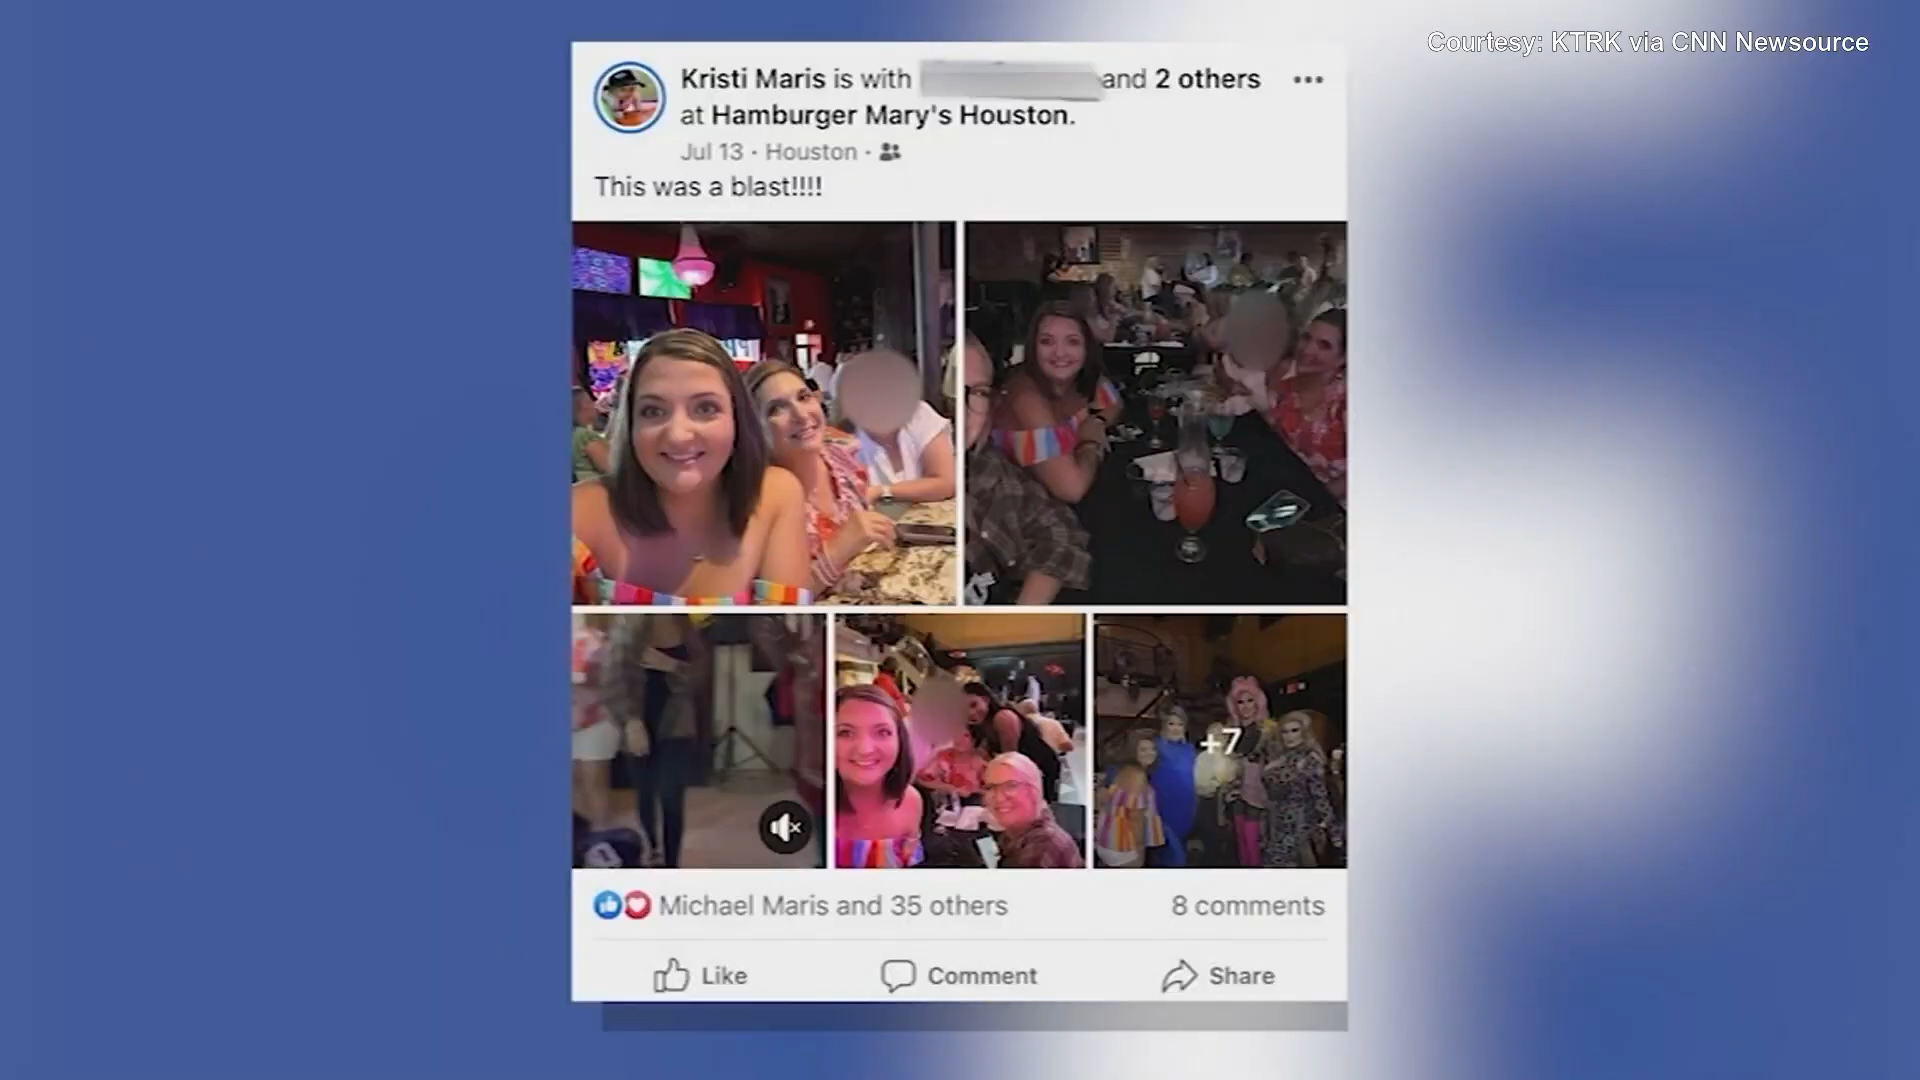 Courtesy: KTRK via CNN Newsource
Kristi Maris is with and 2 others
at Hamburger Mary's Houston.
Jul 13 · Houston ·
This was a blast!!!!
+7
Michael Maris and 35 others
8 comments
Like
Comment
Share